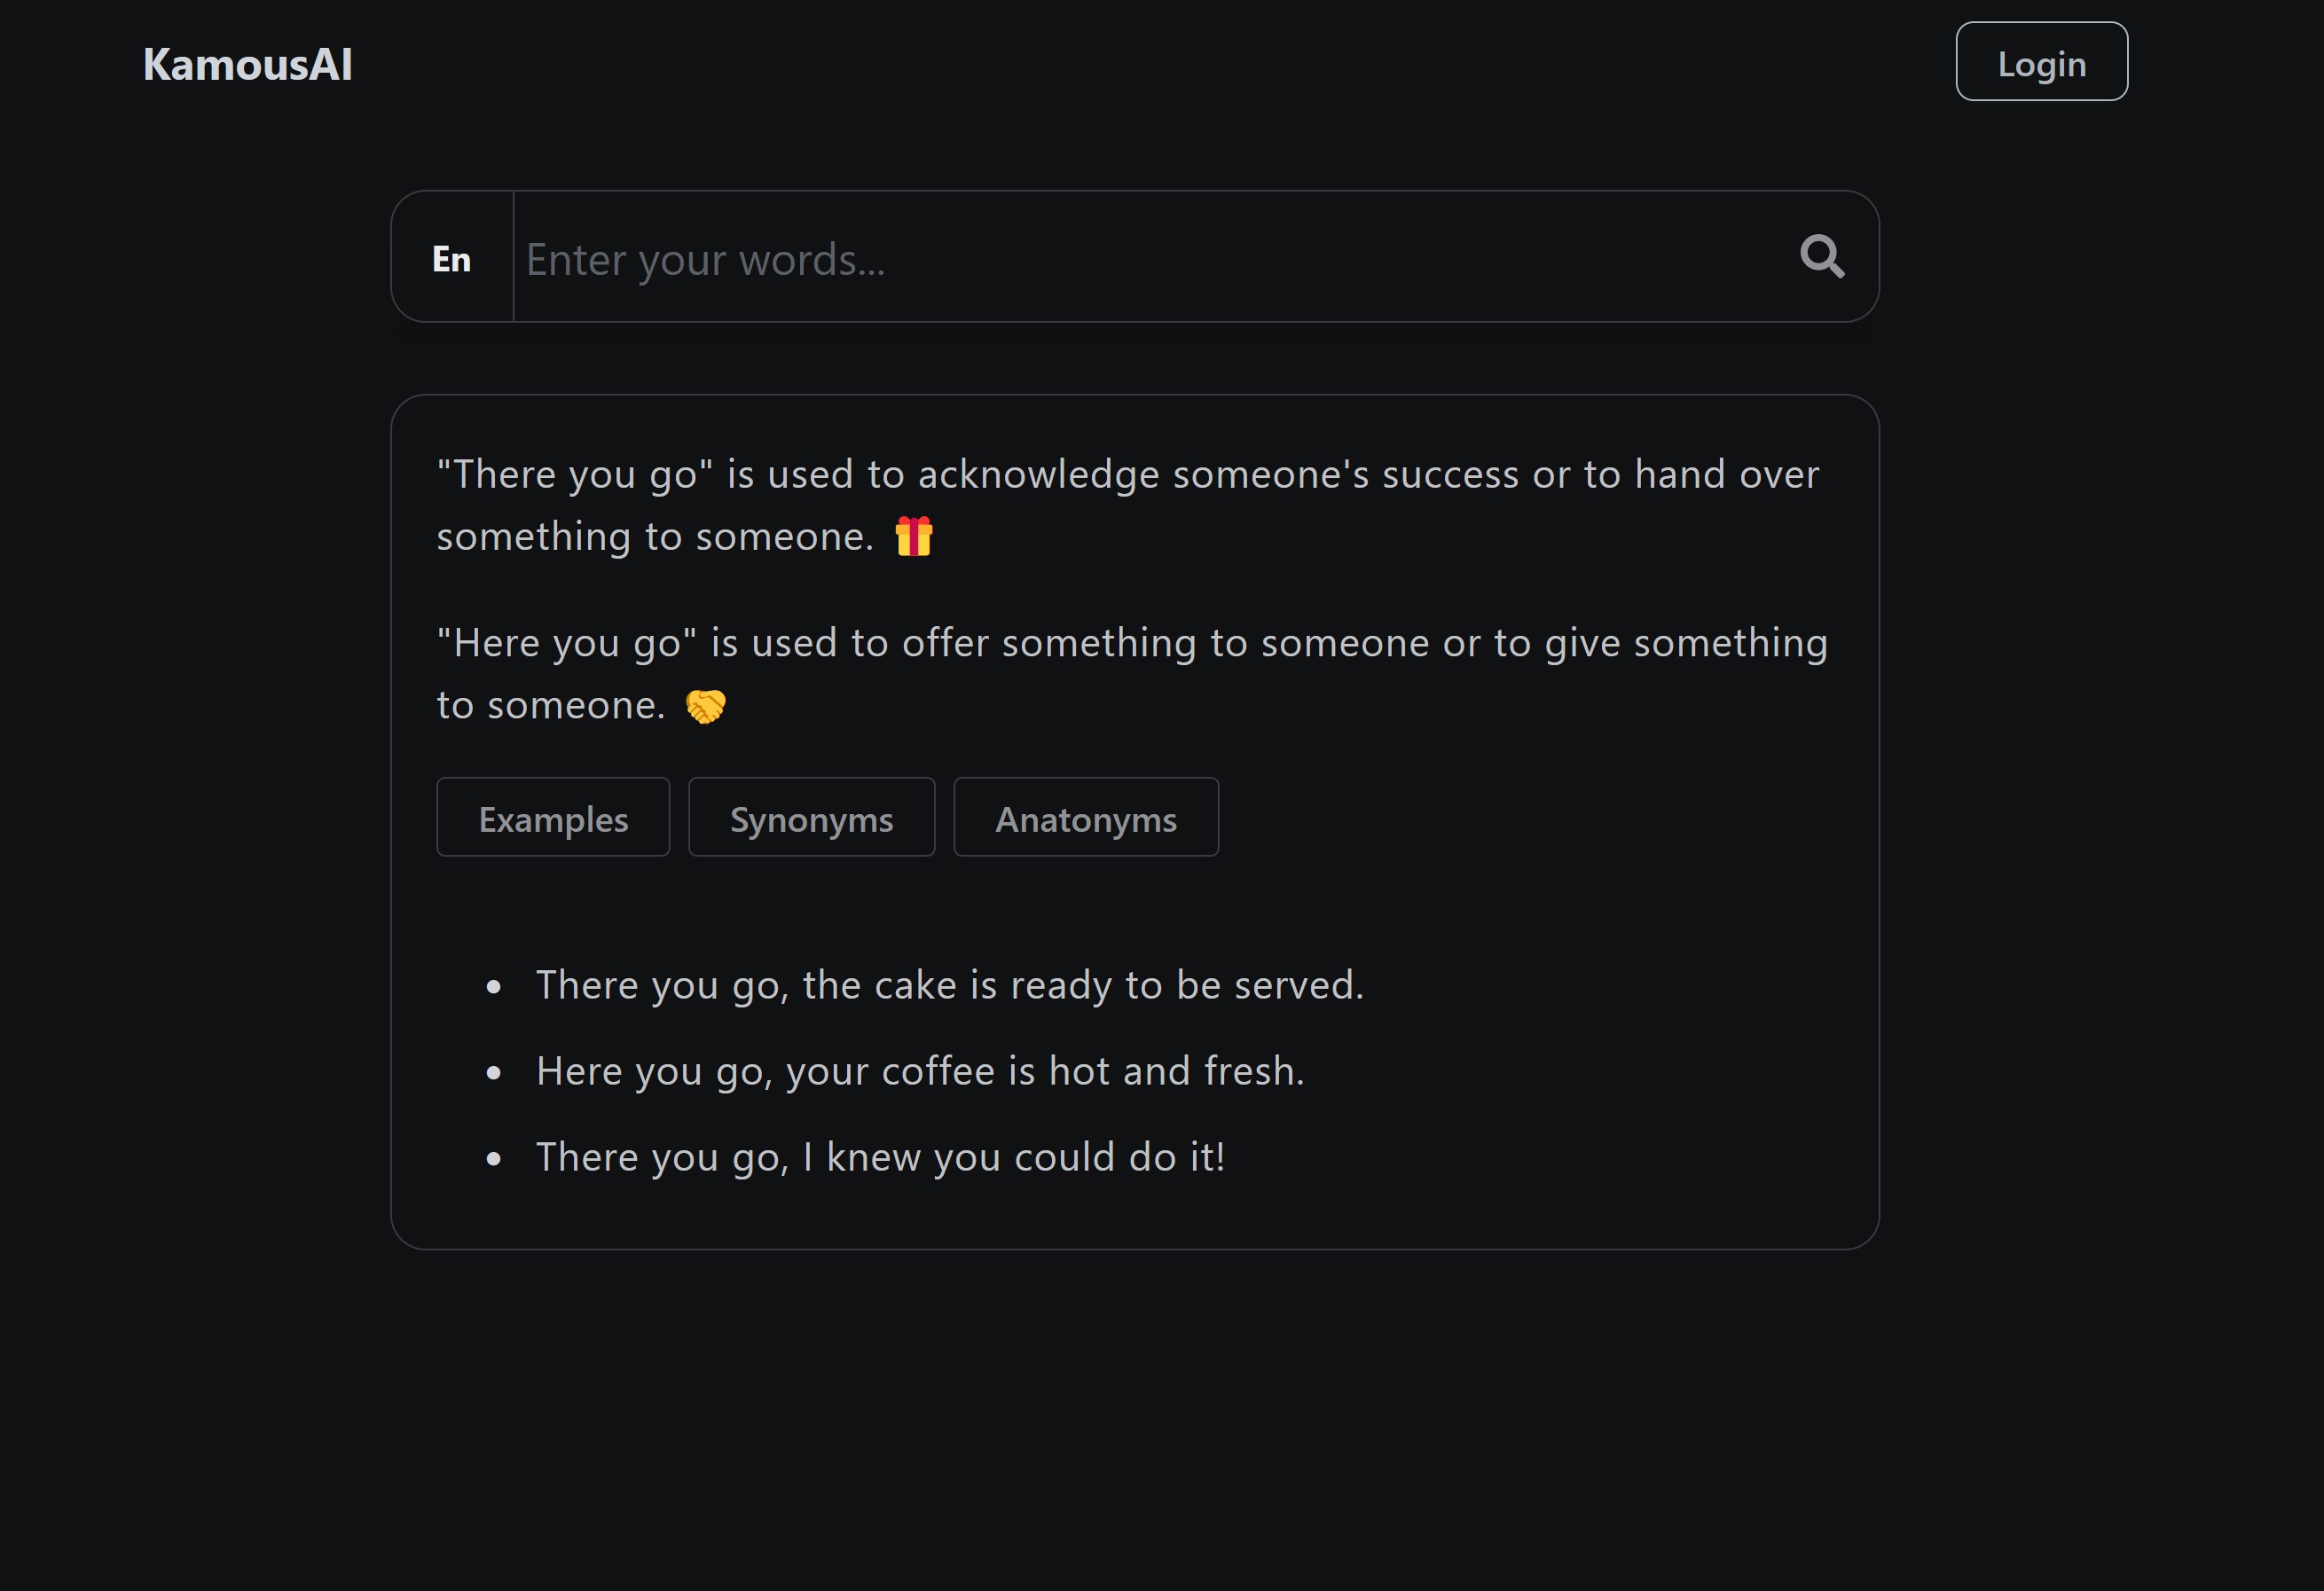 KamousAI
Login
En
Enter your words...
"There you go" is used to acknowledge someone's success or to hand over
something to someone. 🎁
"Here you go" is used to offer something to someone or to give something
to someone. 🤝
Examples
Synonyms
Anatonyms
• There you go, the cake is ready to be served.
• Here you go, your coffee is hot and fresh.
• There you go, I knew you could do it!